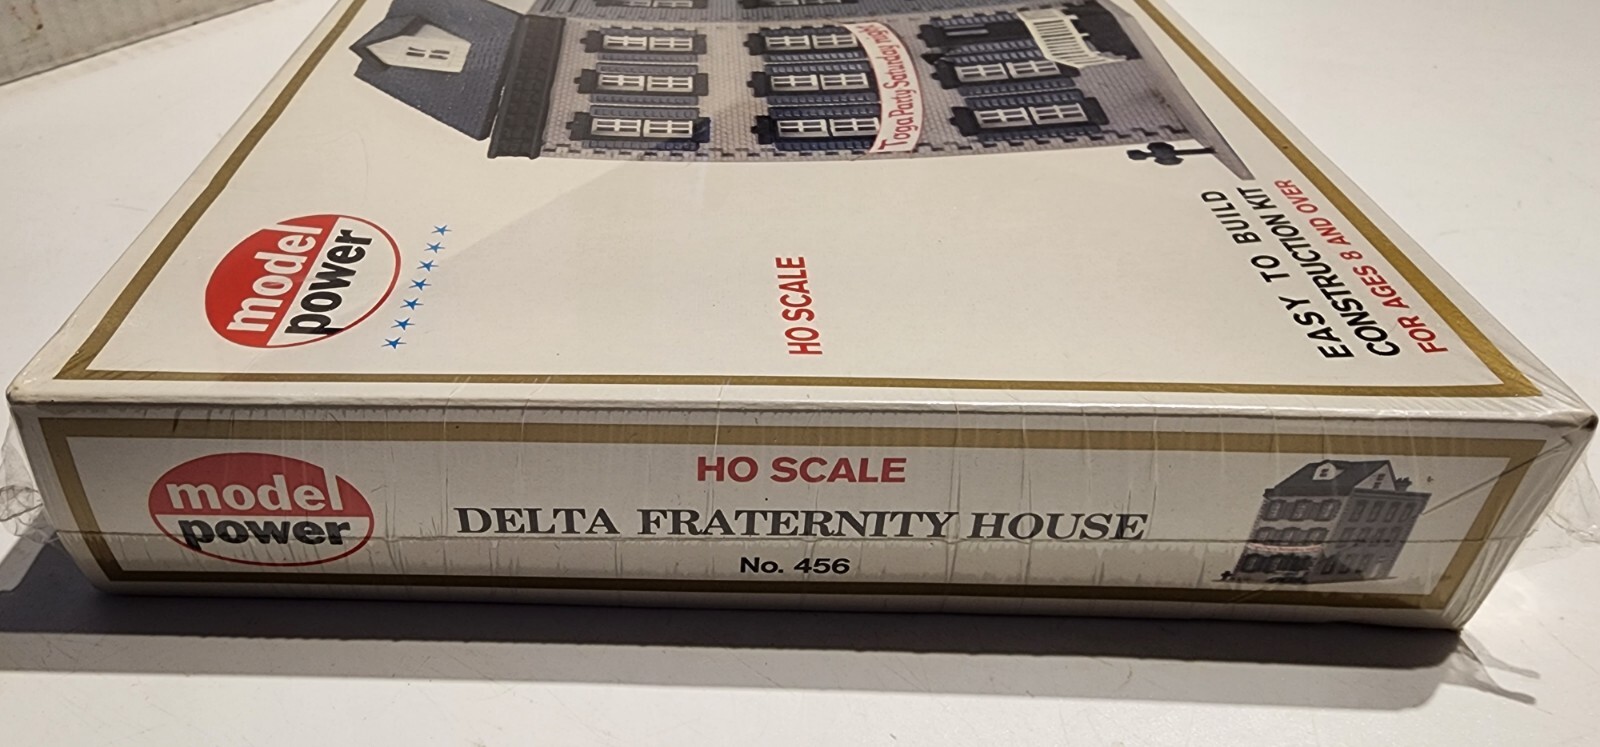 Toga Party Saturday night
model
power
HO SCALE
EASY TO BUILD
CONSTRUCTION KIT
FOR AGES 8 AND OVER
model
power
HO SCALE
DELTA FRATERNITY HOUSE
No. 456